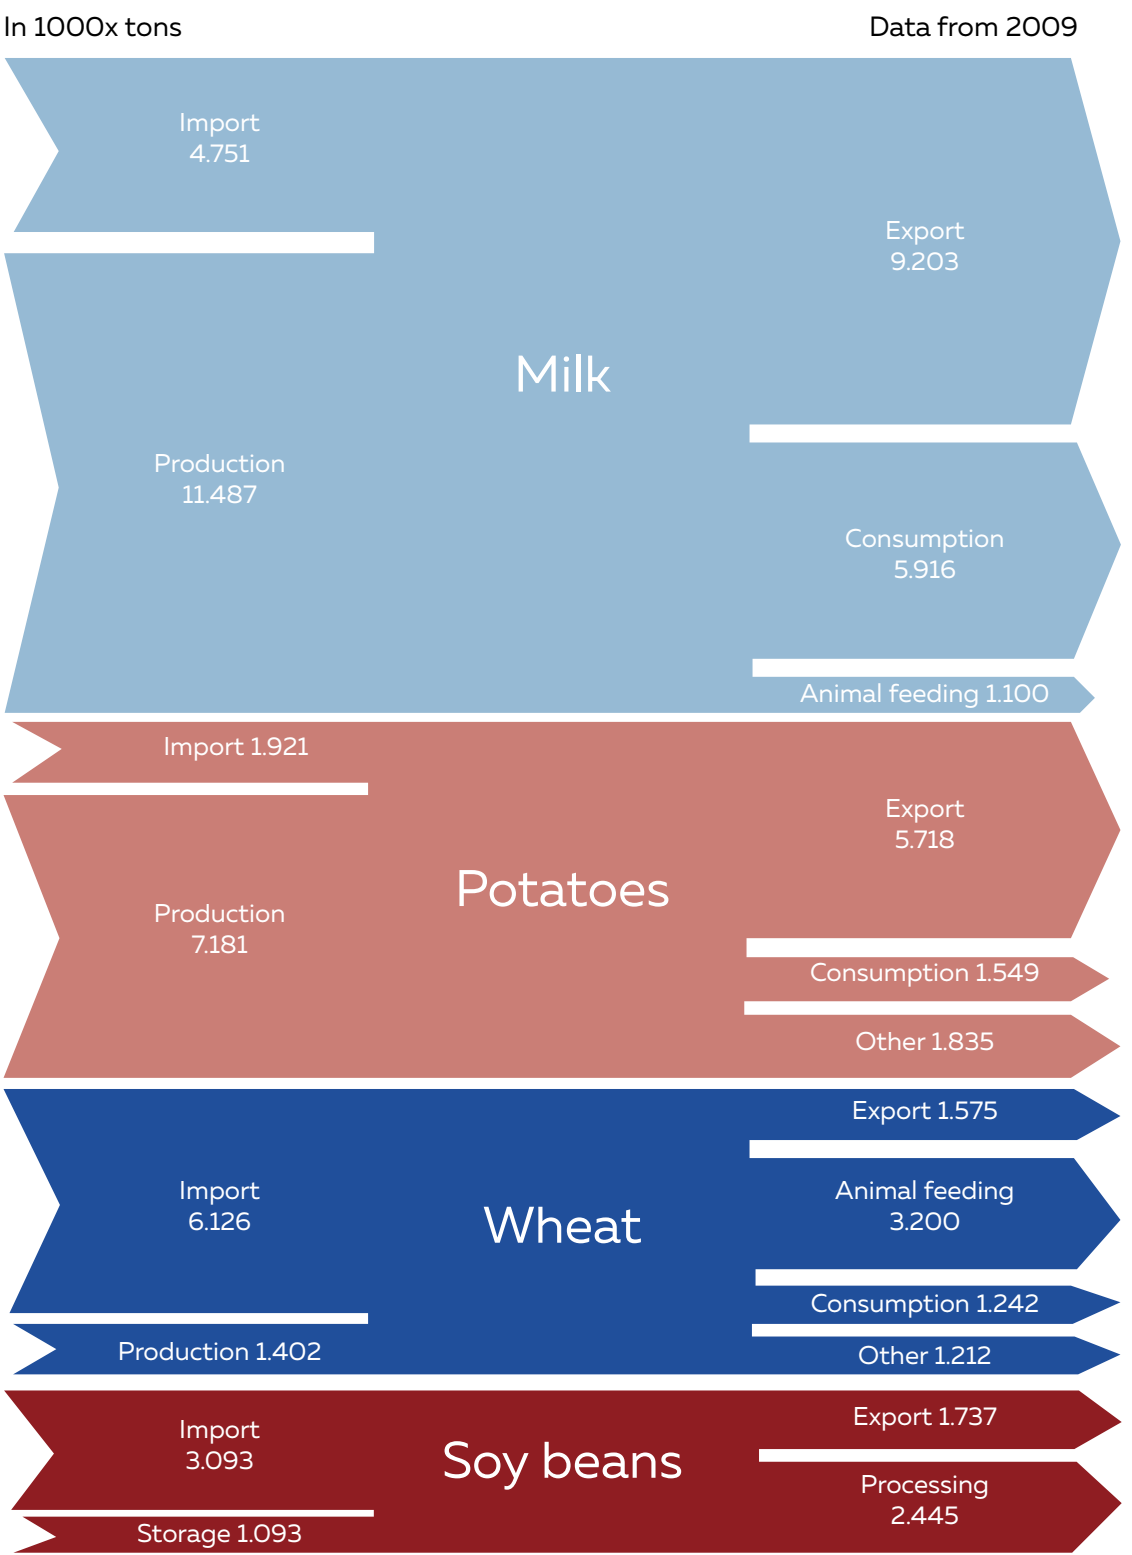 In 1000x tons
Data from 2009
Import
4.751
Export
9.203
Milk
Production
11.487
Consumption
5.916
Animal feeding 1.100
Import 1.921
Export
5.718
Potatoes
Production
7.181
Consumption 1.549
Other 1.835
Export 1.575
Import
6.126
Wheat
Animal feeding
3.200
Consumption 1.242
Production 1.402
Other 1.212
Export 1.737
Import
3.093
Soy beans
Processing
2.445
Storage 1.093